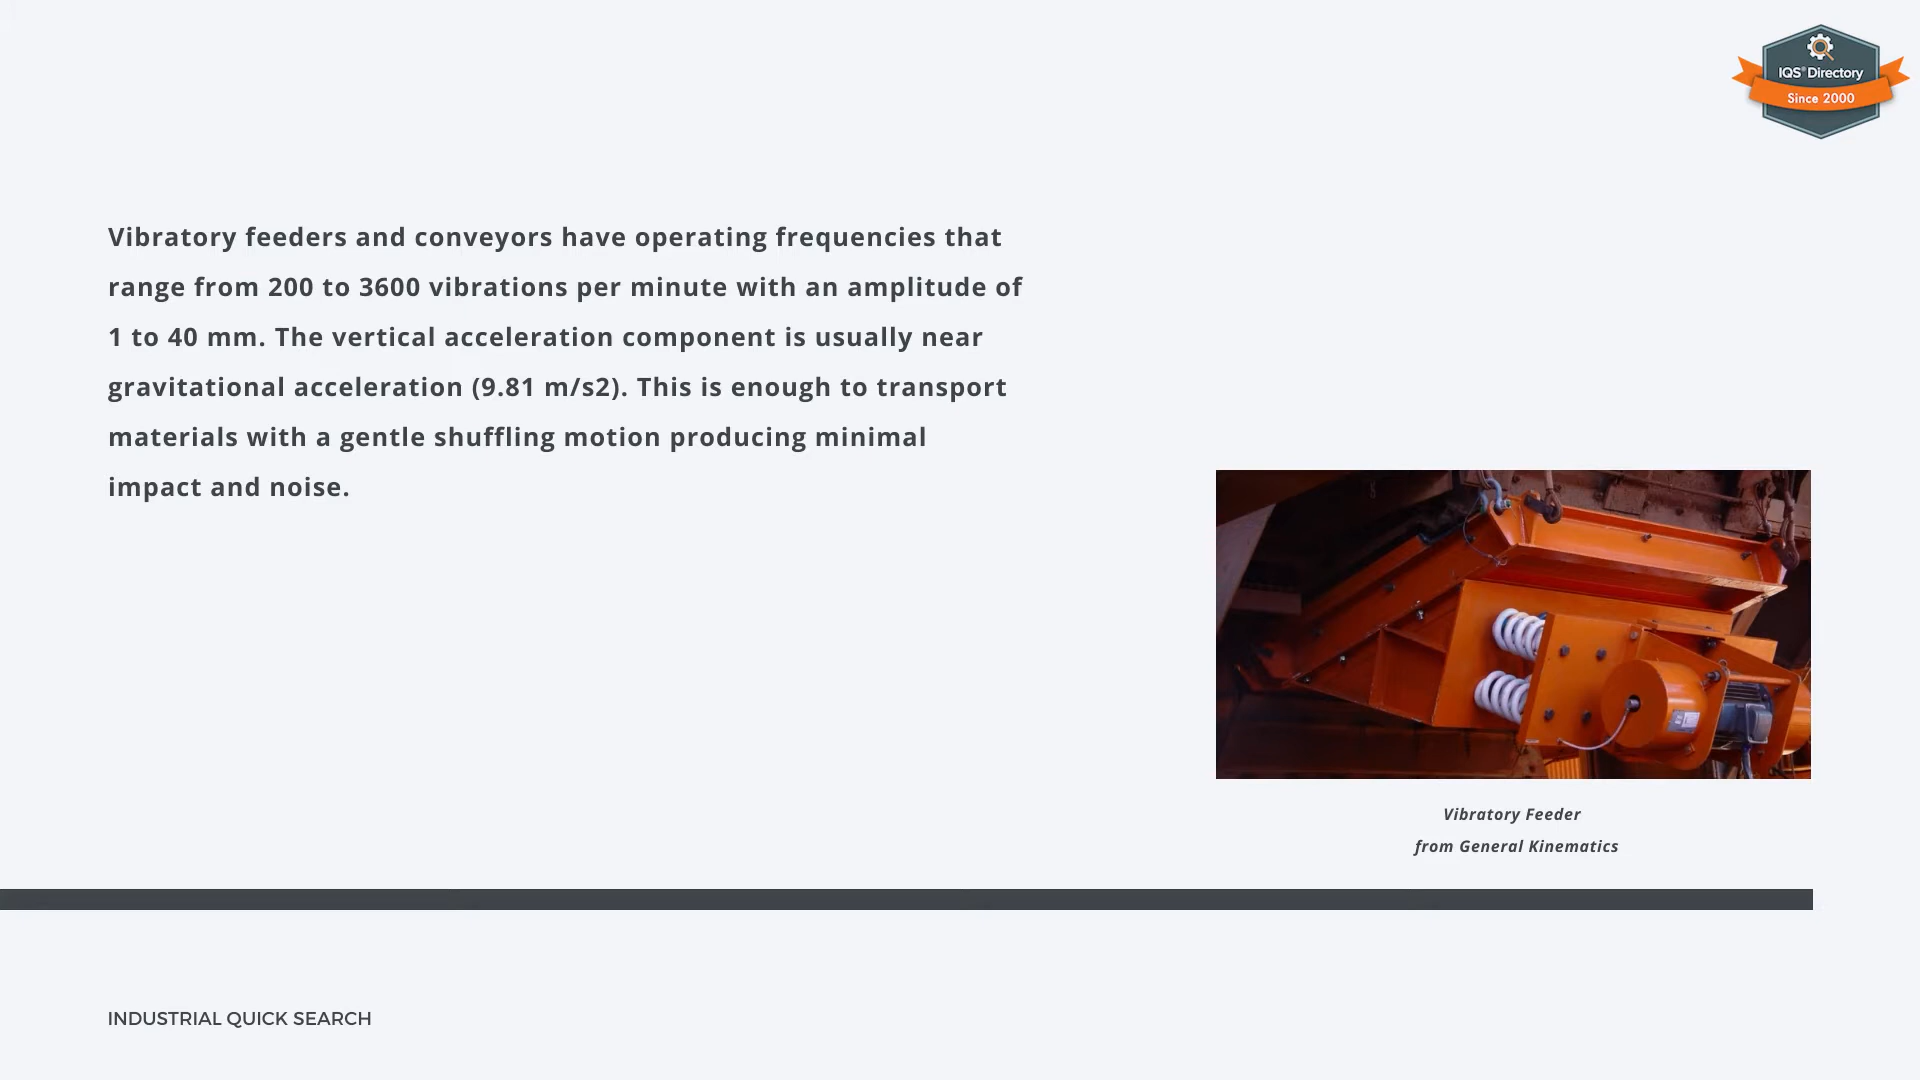 IQS® Directory
Since 2000
Vibratory feeders and conveyors have operating frequencies that
range from 200 to 3600 vibrations per minute with an amplitude of
1 to 40 mm. The vertical acceleration component is usually near
gravitational acceleration (9.81 m/s2). This is enough to transport
materials with a gentle shuffling motion producing minimal
impact and noise.
Vibratory Feeder
from General Kinematics
INDUSTRIAL QUICK SEARCH